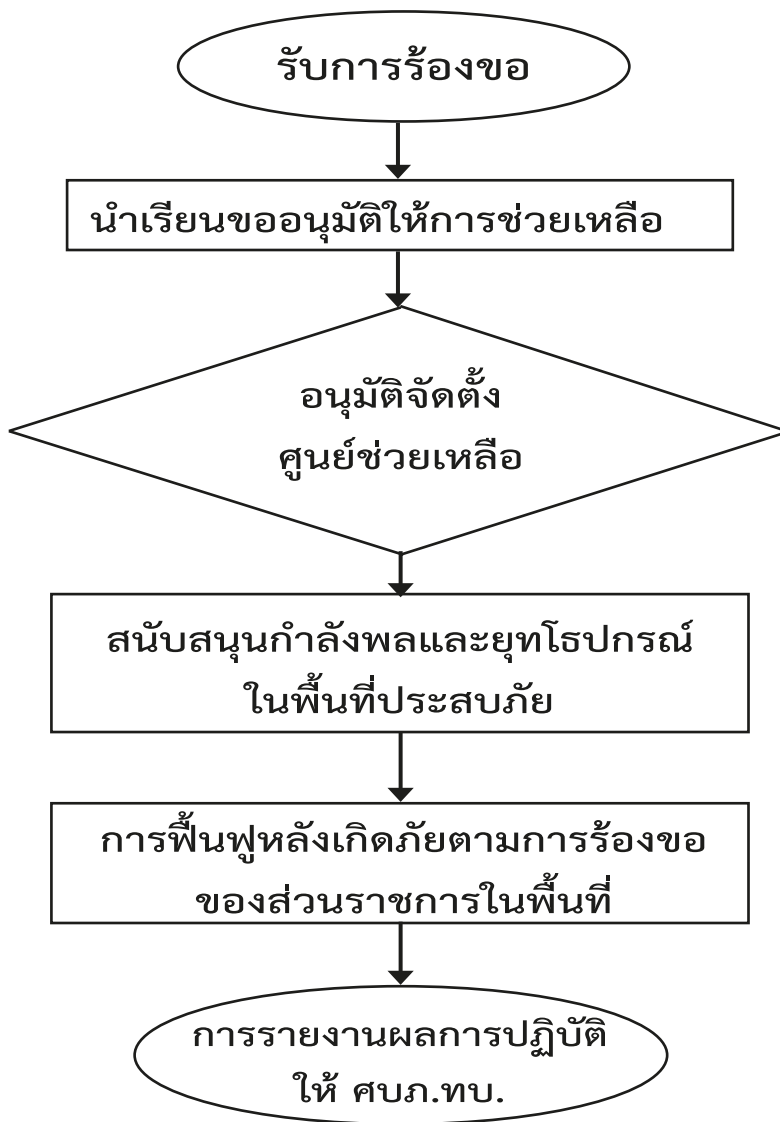 รับการร้องขอ
นำเรียนขออนุมัติให้การช่วยเหลือ
อนุมัติจัดตั้ง
ศูนย์ช่วยเหลือ
สนับสนุนกำลังพลและยุทโธปกรณ์
ในพื้นที่ประสบภัย
การฟื้นฟูหลังเกิดภัยตามการร้องขอ
ของส่วนราชการในพื้นที่
การรายงานผลการปฏิบัติ
ให้ ศบภ.ทบ.